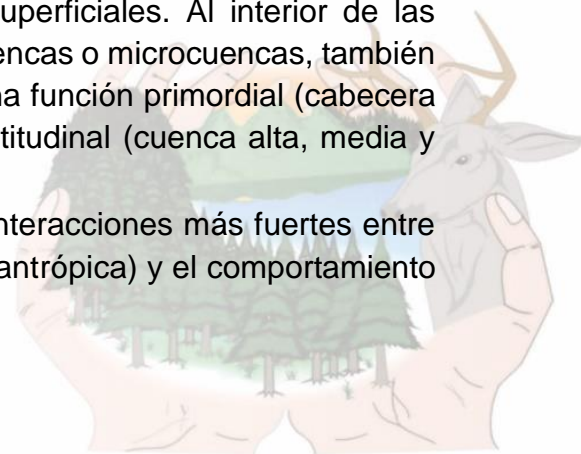 uperficiales. Al interior de las
encas o microcuencas, también
na función primordial (cabecera
titudinal (cuenca alta, media y
nteracciones más fuertes entre
antrópica) y el comportamiento